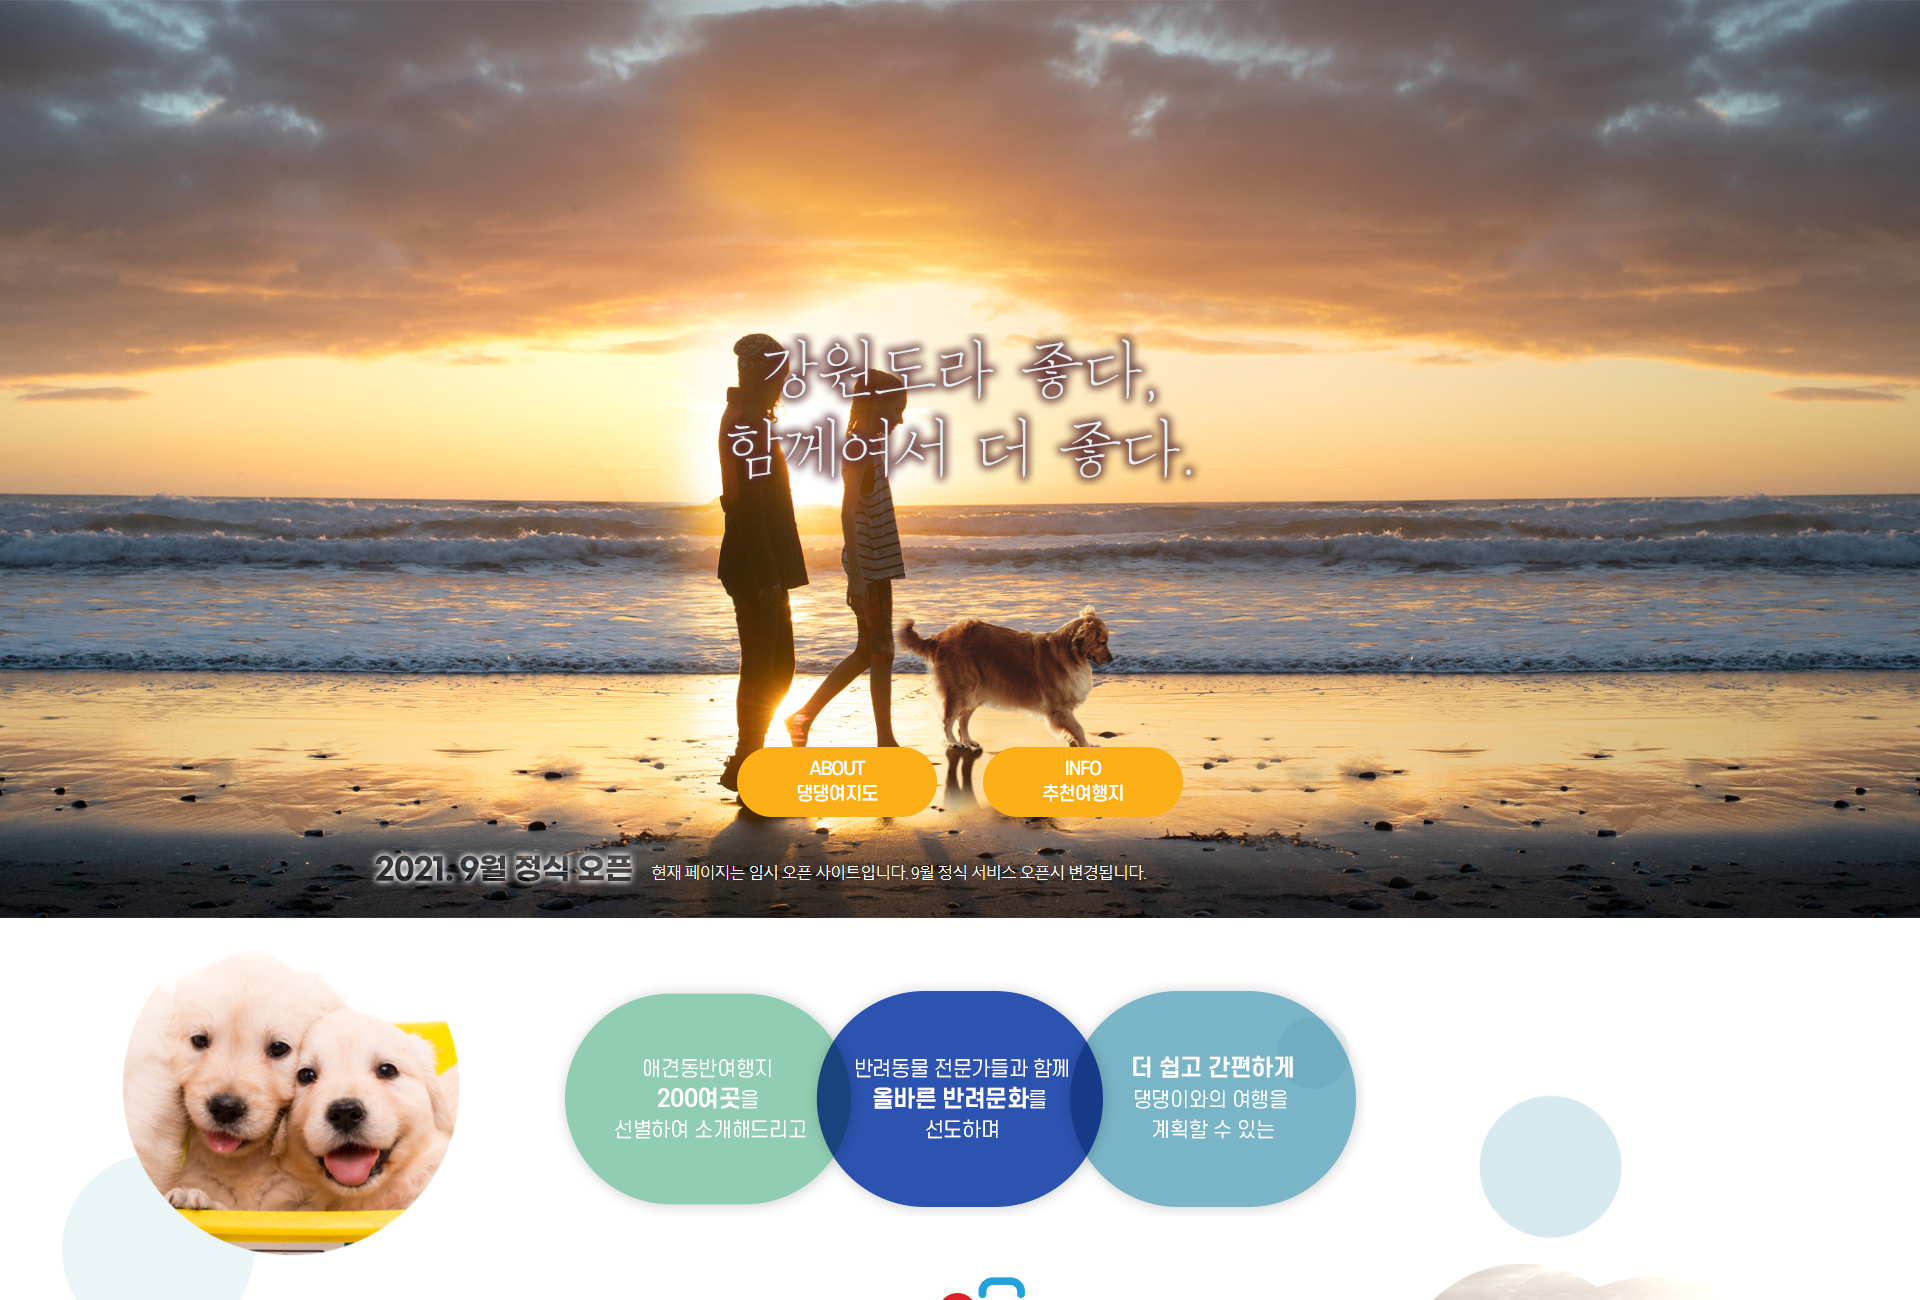 강원도라 좋다,
함께여서 더 좋다.
ABOUT
댕댕여지도
INFO
추천여행지
2021. 9월 정식 오픈
현재 페이지는 임시 오픈 사이트입니다. 9월 정식 서비스 오픈시 변경됩니다.
애견동반여행지
200여곳을
선별하여 소개해드리고
반려동물 전문가들과 함께
올바른 반려문화를
선도하며
더 쉽고 간편하게
댕댕이와의 여행을
계획할 수 있는